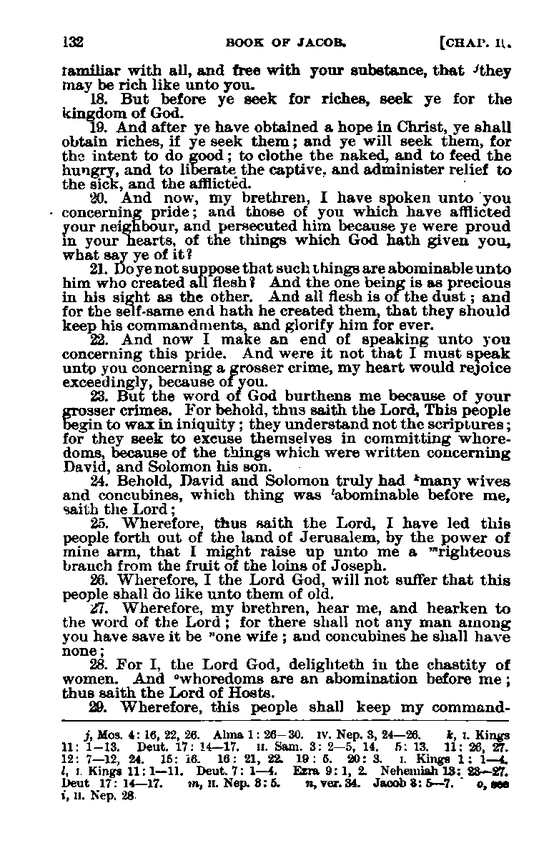 132 BOOK OF JACOB. [CHAP. II.
familiar with all, and free with your substance, that ʲthey
may be rich like unto you.
18. But before ye seek for riches, seek ye for the
kingdom of God.
19. And after ye have obtained a hope in Christ, ye shall
obtain riches, if ye seek them; and ye will seek them, for
the intent to do good; to clothe the naked, and to feed the
hungry, and to liberate the captive, and administer relief to
the sick, and the afflicted.
20. And now, my brethren, I have spoken unto you
concerning pride; and those of you which have afflicted
your neighbour, and persecuted him because ye were proud
in your hearts, of the things which God hath given you,
what say ye of it?
21. Do ye not suppose that such things are abominable unto
him who created all flesh? And the one being is as precious
in his sight as the other. And all flesh is of the dust; and
for the self-same end hath he created them, that they should
keep his commandments, and glorify him for ever.
22. And now I make an end of speaking unto you
concerning this pride. And were it not that I must speak
unto you concerning a grosser crime, my heart would rejoice
exceedingly, because of you.
23. But the word of God burthens me because of your
grosser crimes. For behold, thus saith the Lord, This people
begin to wax in iniquity; they understand not the scriptures;
for they seek to excuse themselves in committing whore-
doms, because of the things which were written concerning
David, and Solomon his son.
24. Behold, David and Solomon truly had ᵏmany wives
and concubines, which thing was ˡabominable before me,
saith the Lord;
25. Wherefore, thus saith the Lord, I have led this
people forth out of the land of Jerusalem, by the power of
mine arm, that I might raise up unto me a ᵐrighteous
branch from the fruit of the loins of Joseph.
26. Wherefore, I the Lord God, will not suffer that this
people shall do like unto them of old.
27. Wherefore, my brethren, hear me, and hearken to
the word of the Lord; for there shall not any man among
you have save it be ⁿone wife; and concubines he shall have
none;
28. For I, the Lord God, delighteth in the chastity of
women. And ᵒwhoredoms are an abomination before me;
thus saith the Lord of Hosts.
29. Wherefore, this people shall keep my command-
j, Mos. 4: 16, 22, 26. Alma 1: 26—30. IV. Nep. 3, 24—26. k, I. Kings
11: 1—13. Deut. 17: 14—17. II. Sam. 3: 2—5, 14. 5: 13. 11: 26, 27.
12: 7—12, 24. 15: 16. 16: 21, 22. 19: 5. 20: 3. I. Kings 1: 1—4.
l, I. Kings 11: 1—11. Deut. 7: 1—4. Ezra 9: 1, 2. Nehemiah 13: 23—27.
Deut 17: 14—17. m, II. Nep. 3: 5. n, ver. 34. Jacob 3: 5—7. o, see
i, II. Nep. 28.